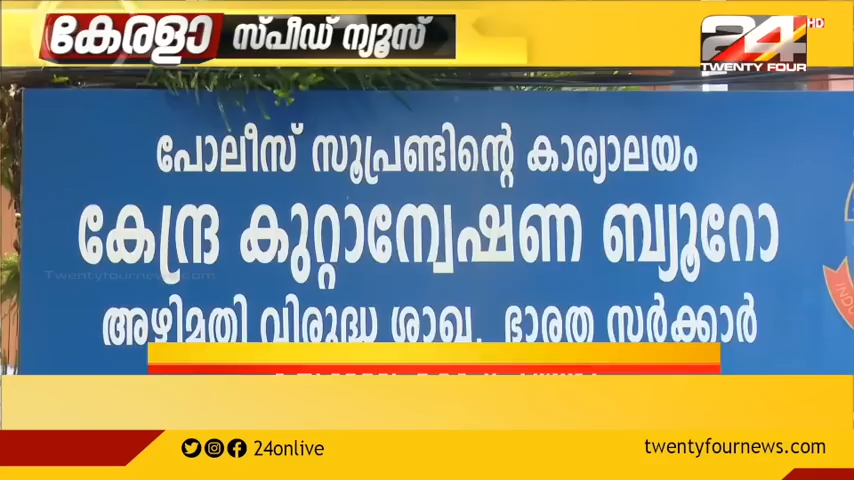 കേരളാ സ്പീഡ് ന്യൂസ്
24 HD
TWENTY FOUR
പോലീസ് സൂപ്രണ്ടിന്റെ കാര്യാലയം
കേന്ദ്ര കുറ്റാന്വേഷണ ബ്യൂറോ
Twentyfournews.com
അഴിമതി വിരുദ്ധ ശാഖ, ഭാരത സർക്കാർ
24onlive
twentyfournews.com